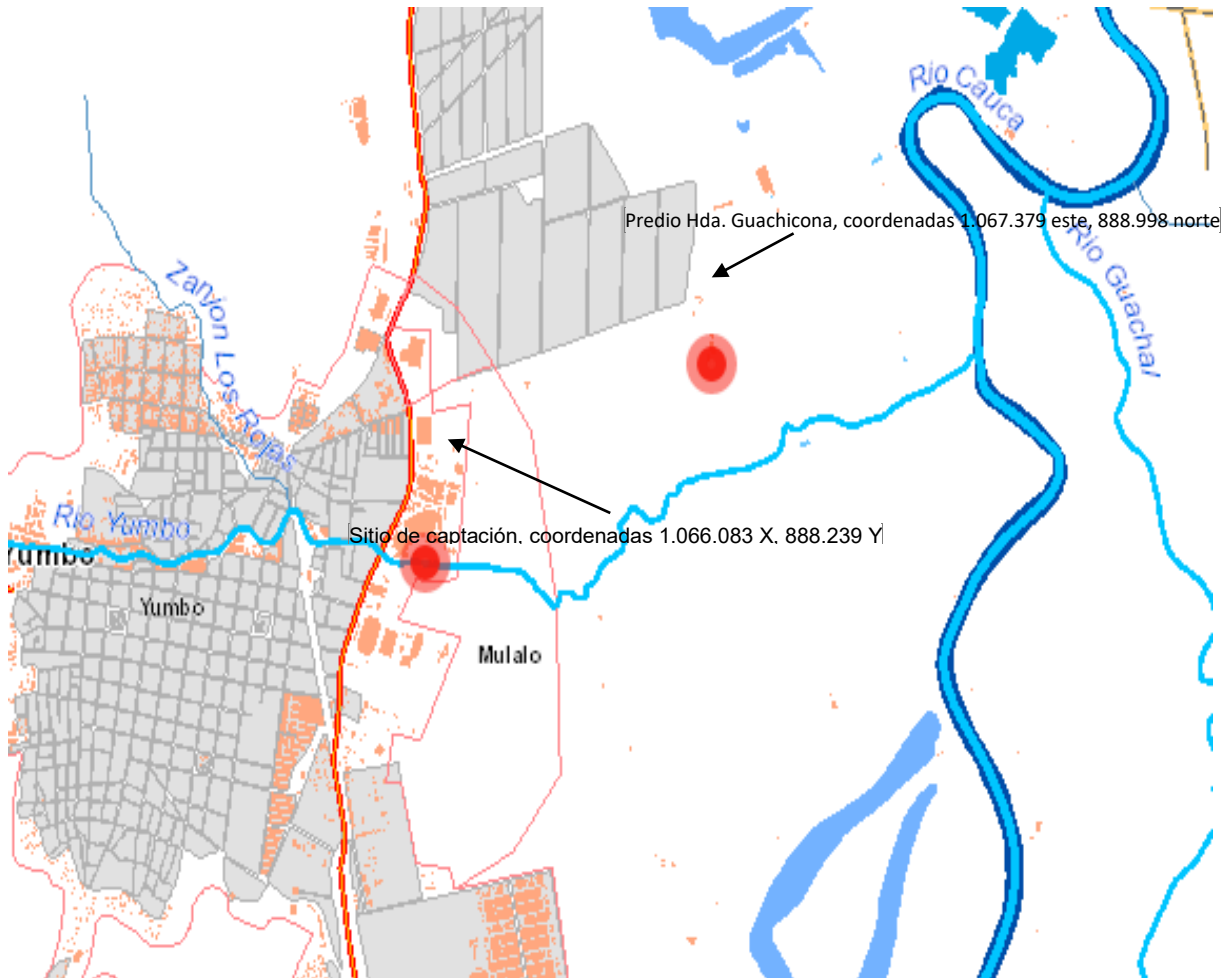 Rio Cauca
Predio Hda. Guachicona, coordenadas 1.067.379 este, 888.998 norte
Rio Guachal
Zanjon Los Rojas
Rio Yumbo
Sitio de captación, coordenadas 1.066.083 X, 888.239 Y
Yumbo
Yumbo
Mulalo